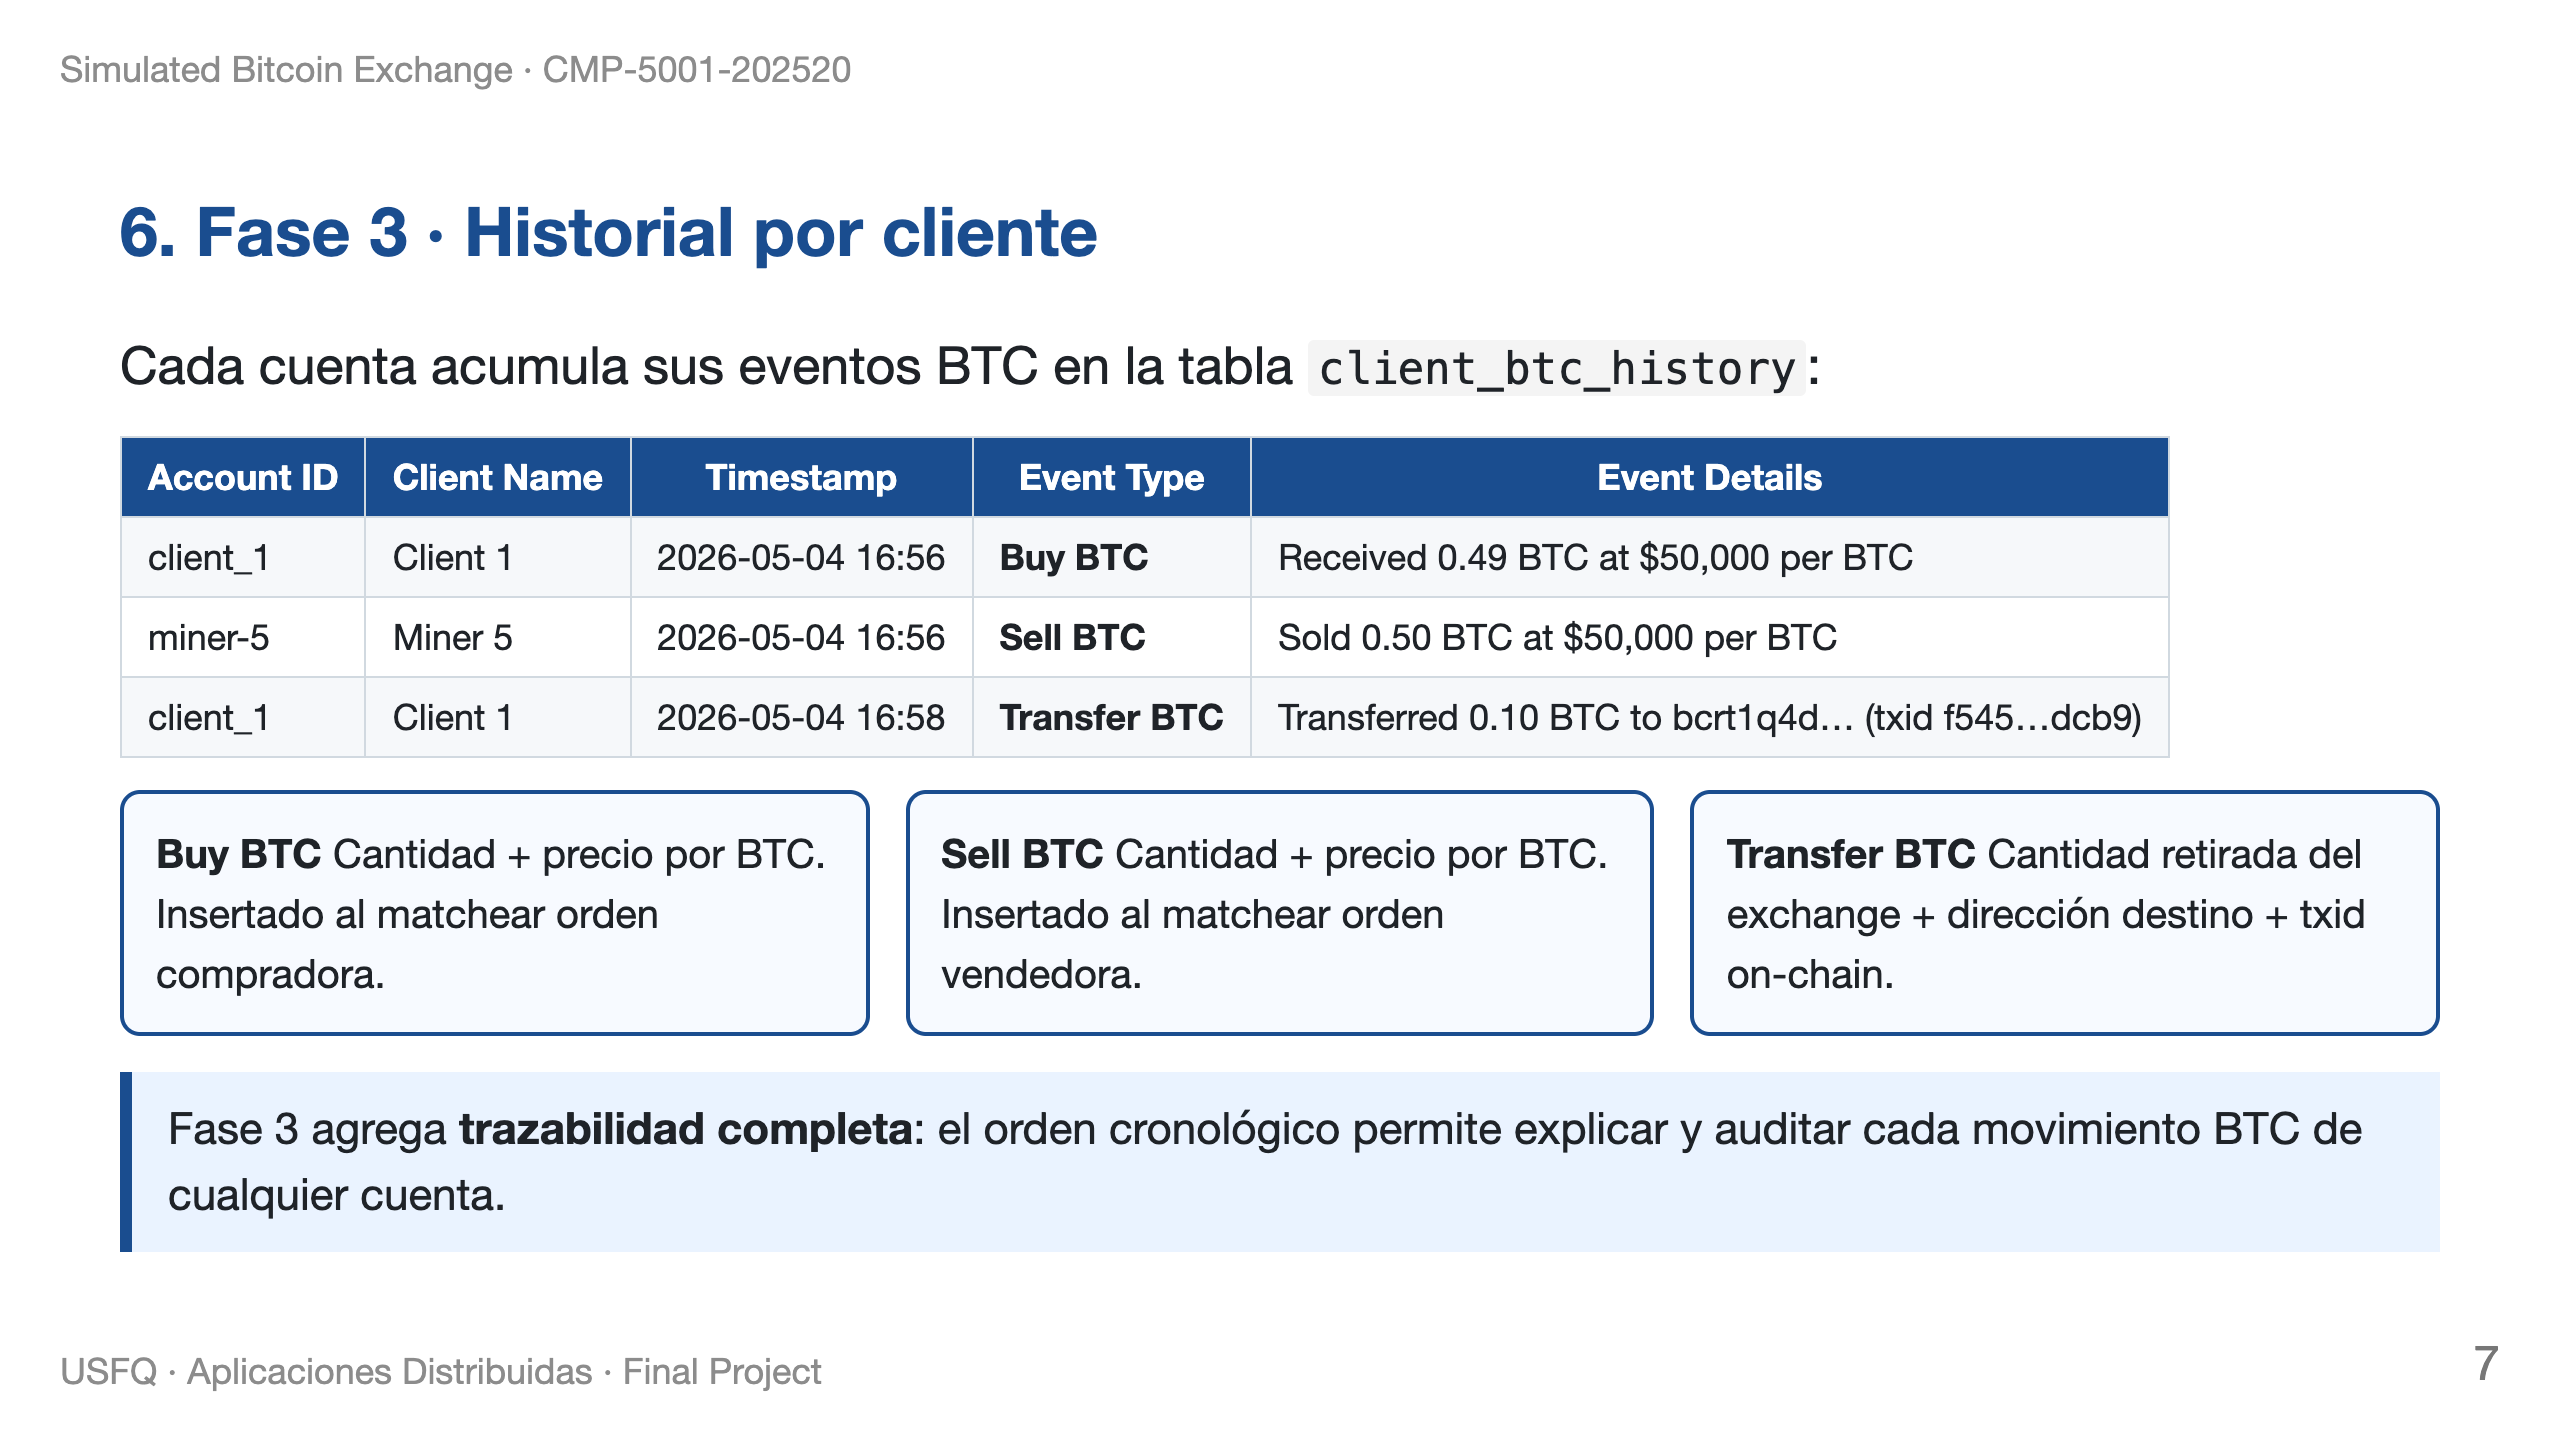 Simulated Bitcoin Exchange · CMP-5001-202520
6. Fase 3 · Historial por cliente
Cada cuenta acumula sus eventos BTC en la tabla client_btc_history:
Account ID Client Name Timestamp Event Type Event Details
client_1 Client 1 2026-05-04 16:56 Buy BTC Received 0.49 BTC at $50,000 per BTC
miner-5 Miner 5 2026-05-04 16:56 Sell BTC Sold 0.50 BTC at $50,000 per BTC
client_1 Client 1 2026-05-04 16:58 Transfer BTC Transferred 0.10 BTC to bcrt1q4d… (txid f545…dcb9)
Buy BTC Cantidad + precio por BTC.
Insertado al matchear orden
compradora.
Sell BTC Cantidad + precio por BTC.
Insertado al matchear orden
vendedora.
Transfer BTC Cantidad retirada del
exchange + dirección destino + txid
on-chain.
Fase 3 agrega trazabilidad completa: el orden cronológico permite explicar y auditar cada movimiento BTC de
cualquier cuenta.
USFQ · Aplicaciones Distribuidas · Final Project
7